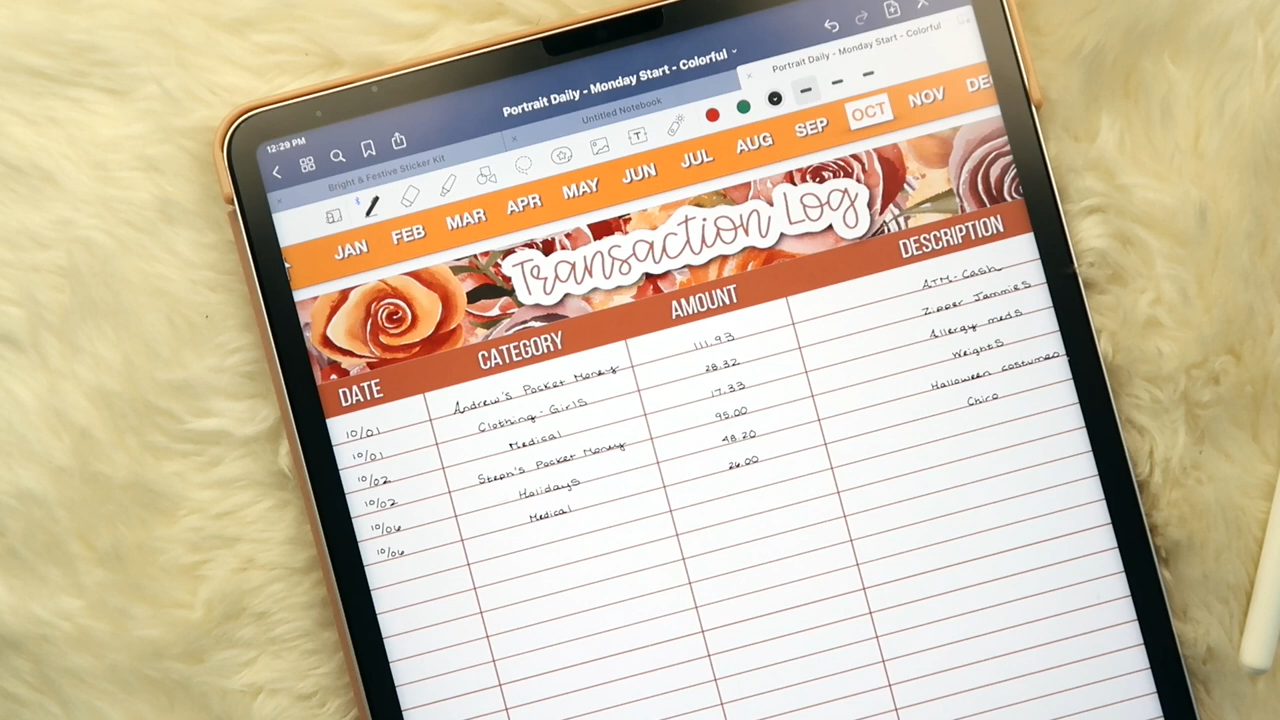 12:29 PM
Portrait Daily - Monday Start - Colorful
Bright & Festive Sticker Kit
Untitled Notebook
Portrait Daily - Monday Start - Colorful
JAN FEB MAR APR MAY JUN JUL AUG SEP OCT NOV DEC
Transaction Log
DATE CATEGORY AMOUNT DESCRIPTION
10/01 Andrew's Pocket Money 111.93 ATM - Cash
10/01 Clothing - Girls 28.32 Zipper Jammies
10/02 Medical 17.33 Allergy meds
10/02 Steph's Pocket Money 95.00 Weights
10/06 Holidays 48.20 Halloween costumes
10/06 Medical 26.00 Chiro